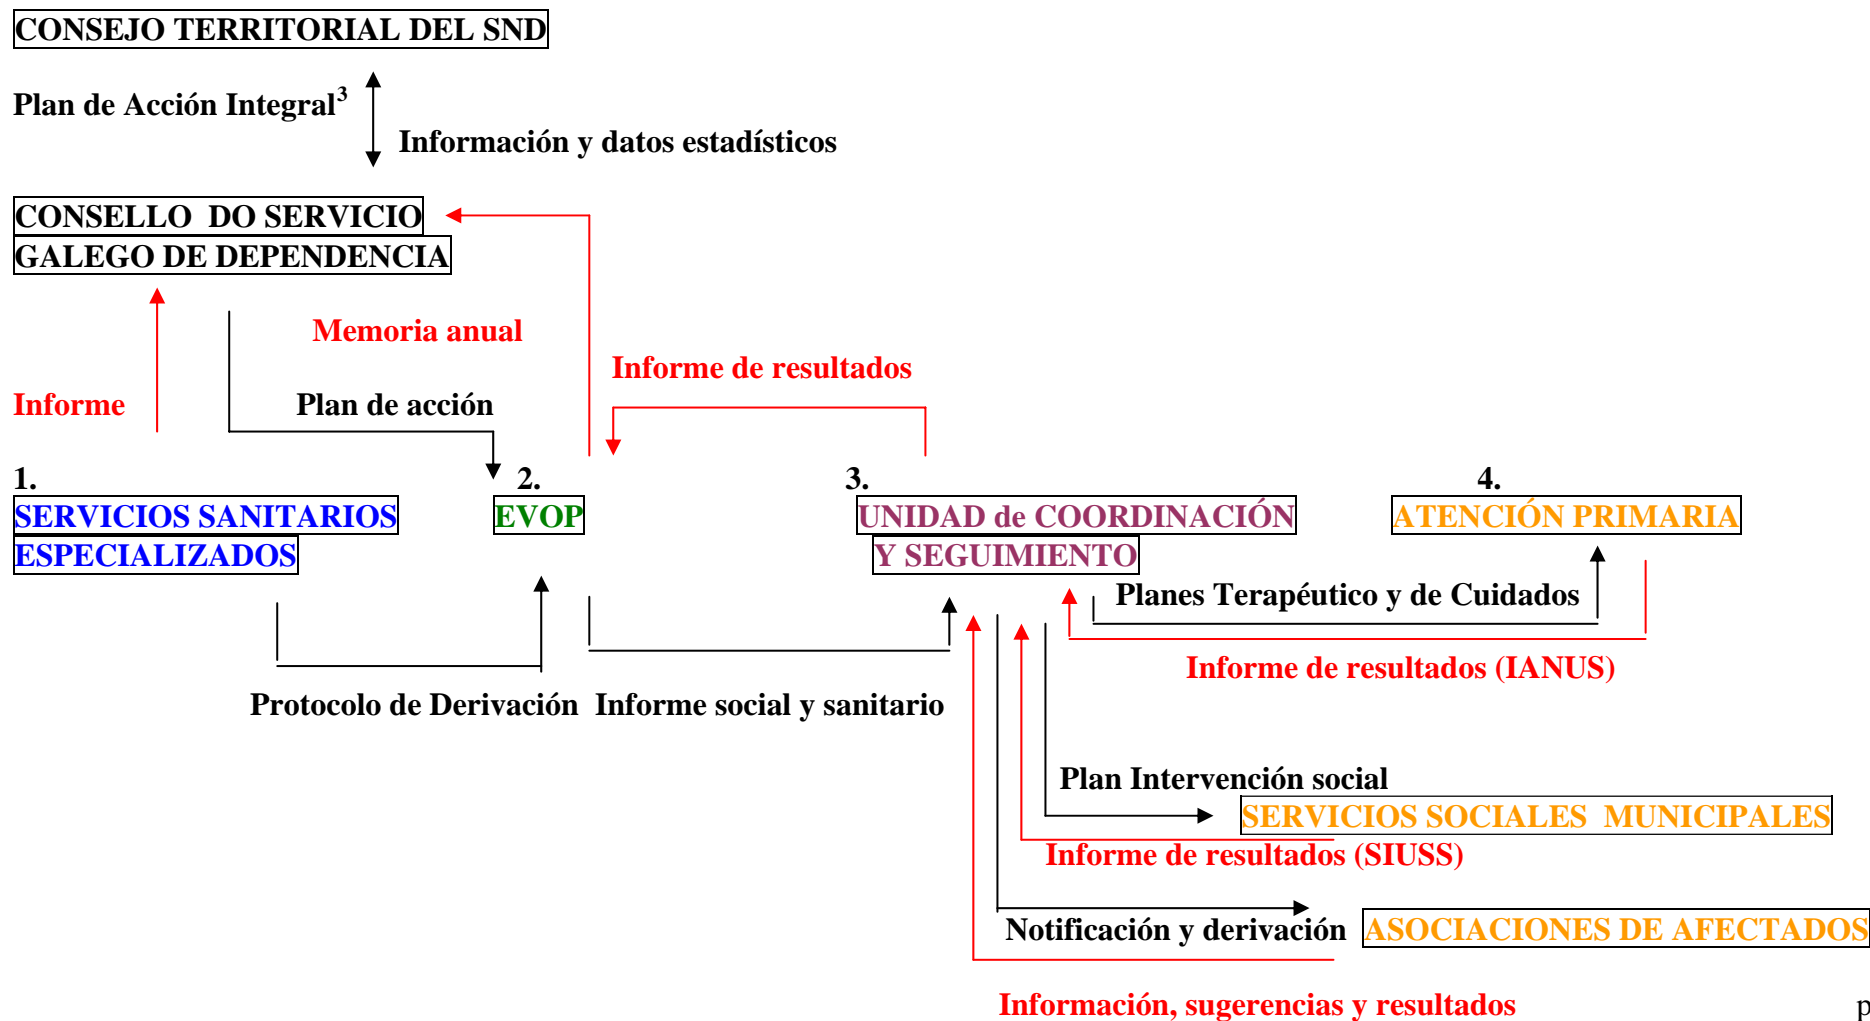 CONSEJO TERRITORIAL DEL SND
Plan de Acción Integral3
Información y datos estadísticos
CONSELLO DO SERVICIO
GALEGO DE DEPENDENCIA
Memoria anual
Informe de resultados
Informe
Plan de acción
1. 2. 3. 4.
SERVICIOS SANITARIOS EVOP UNIDAD de COORDINACIÓN ATENCIÓN PRIMARIA
ESPECIALIZADOS Y SEGUIMIENTO
Planes Terapéutico y de Cuidados
Informe de resultados (IANUS)
Protocolo de Derivación Informe social y sanitario
Plan Intervención social
SERVICIOS SOCIALES MUNICIPALES
Informe de resultados (SIUSS)
Notificación y derivación ASOCIACIONES DE AFECTADOS
Información, sugerencias y resultados p